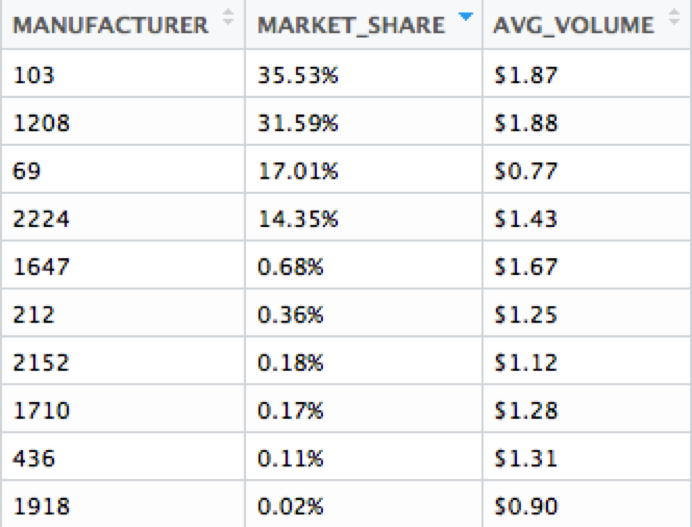 MANUFACTURER MARKET_SHARE AVG_VOLUME
103 35.53% $1.87
1208 31.59% $1.88
69 17.01% $0.77
2224 14.35% $1.43
1647 0.68% $1.67
212 0.36% $1.25
2152 0.18% $1.12
1710 0.17% $1.28
436 0.11% $1.31
1918 0.02% $0.90